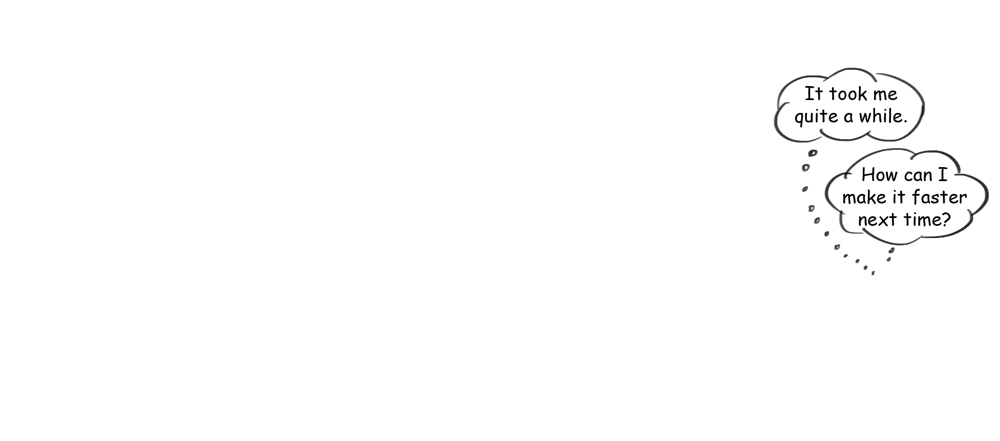 It took me
quite a while.
How can I
make it faster
next time?